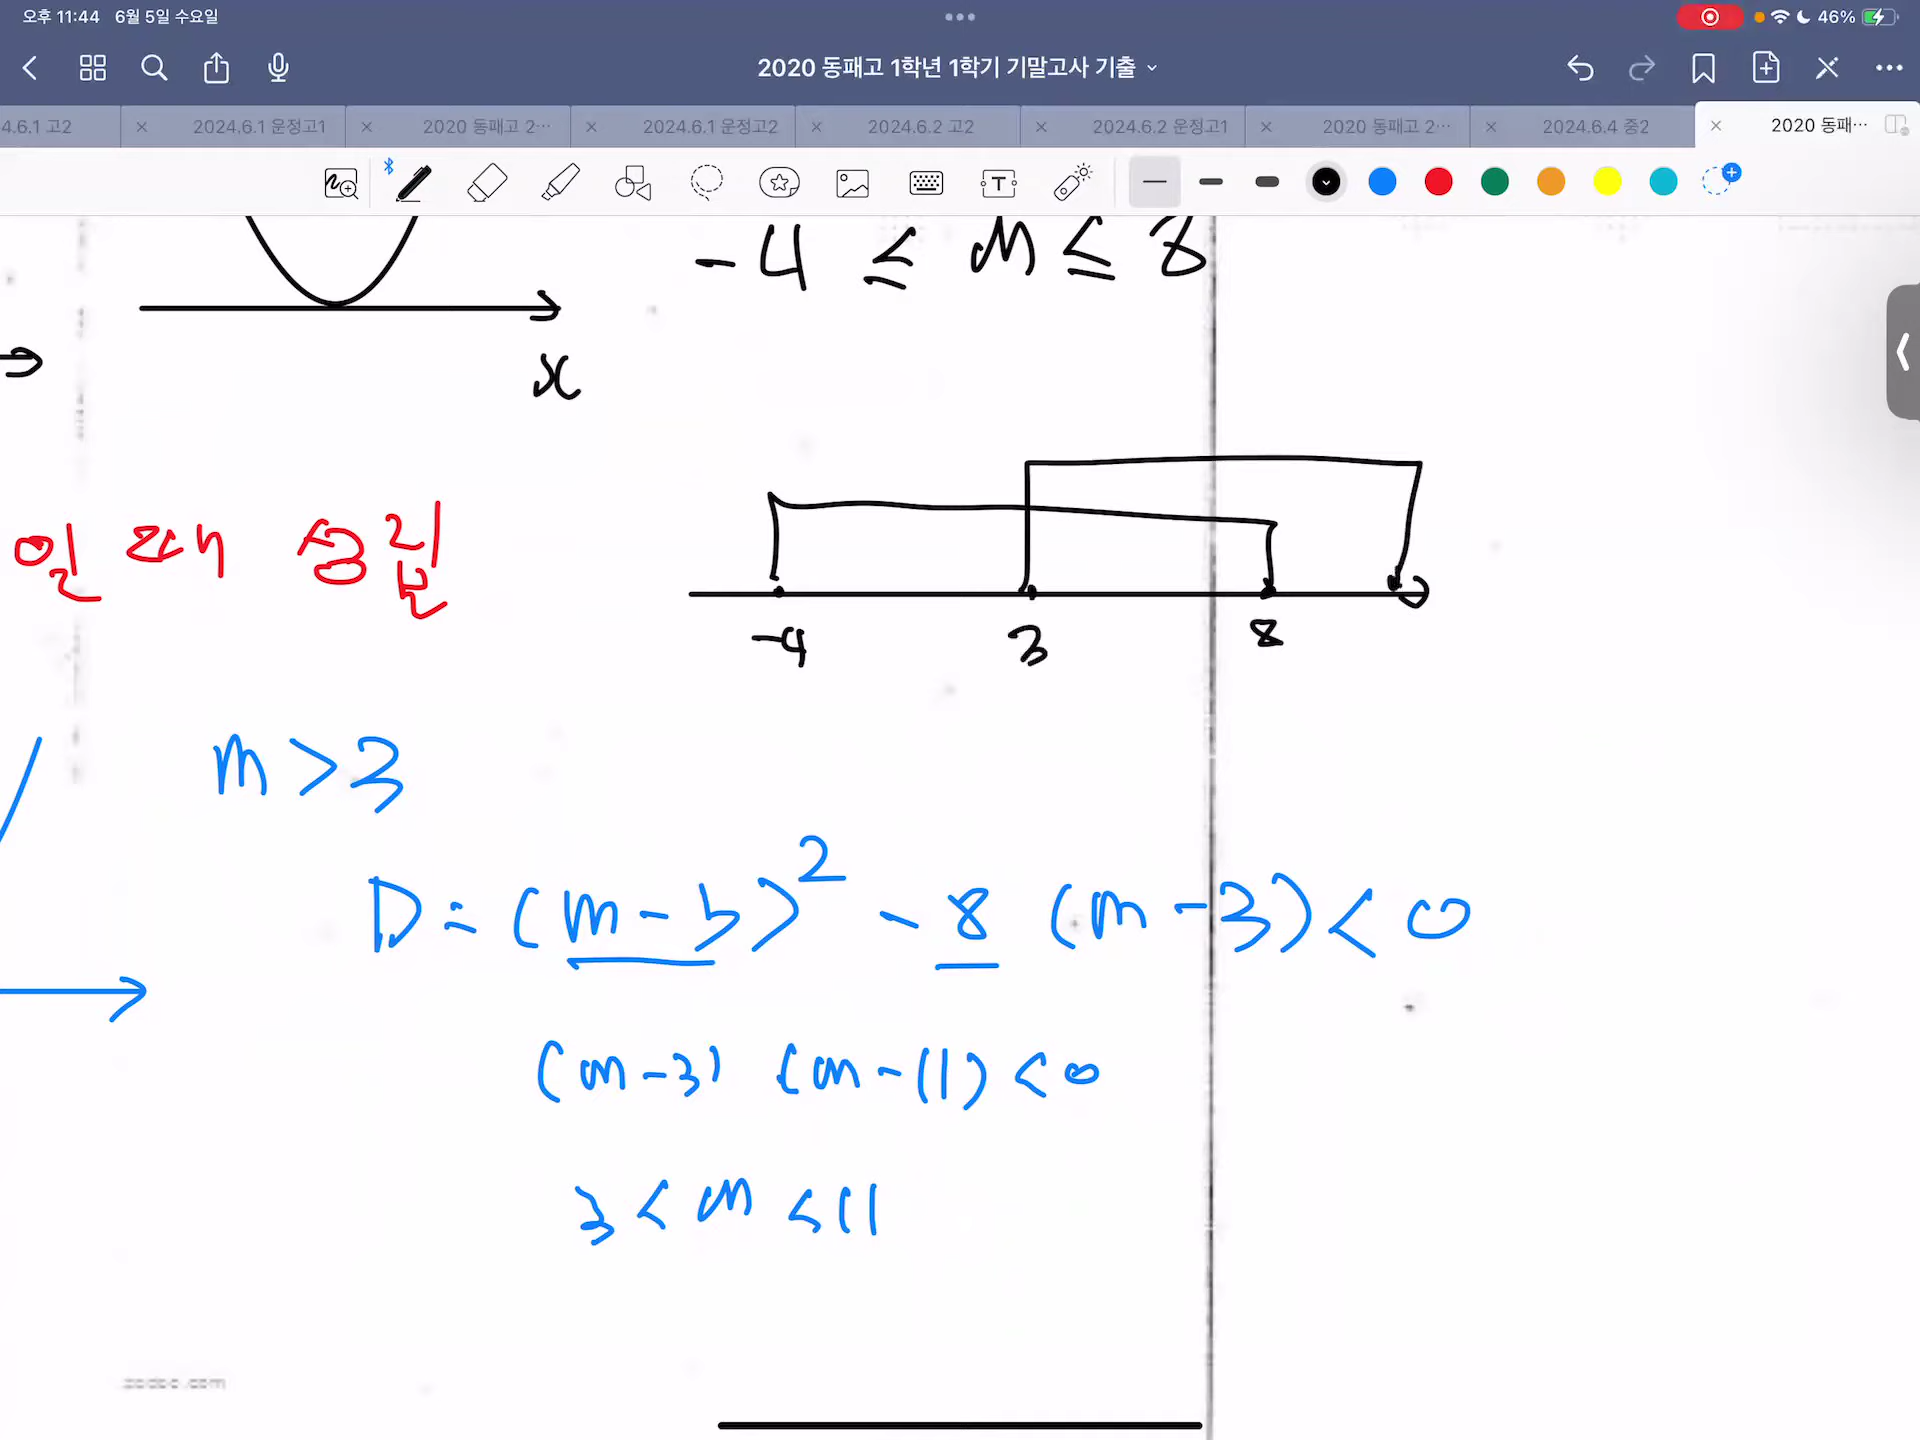 오후 11:44 6월 5일 수요일
46%
2020 동패고 1학년 1학기 기말고사 기출
4.6.1 고2
2024.6.1 운정고1
2020 동패고 2…
2024.6.1 운정고2
2024.6.2 고2
2024.6.2 운정고1
2020 동패고 2…
2024.6.4 중2
2020 동패…
-4 ≤ m ≤ 8
x
일 때 성립
-4 3 8
m > 3
D = (m - 5)² - 8 (m - 3) < 0
(m - 3) (m - 11) < 0
3 < m < 11